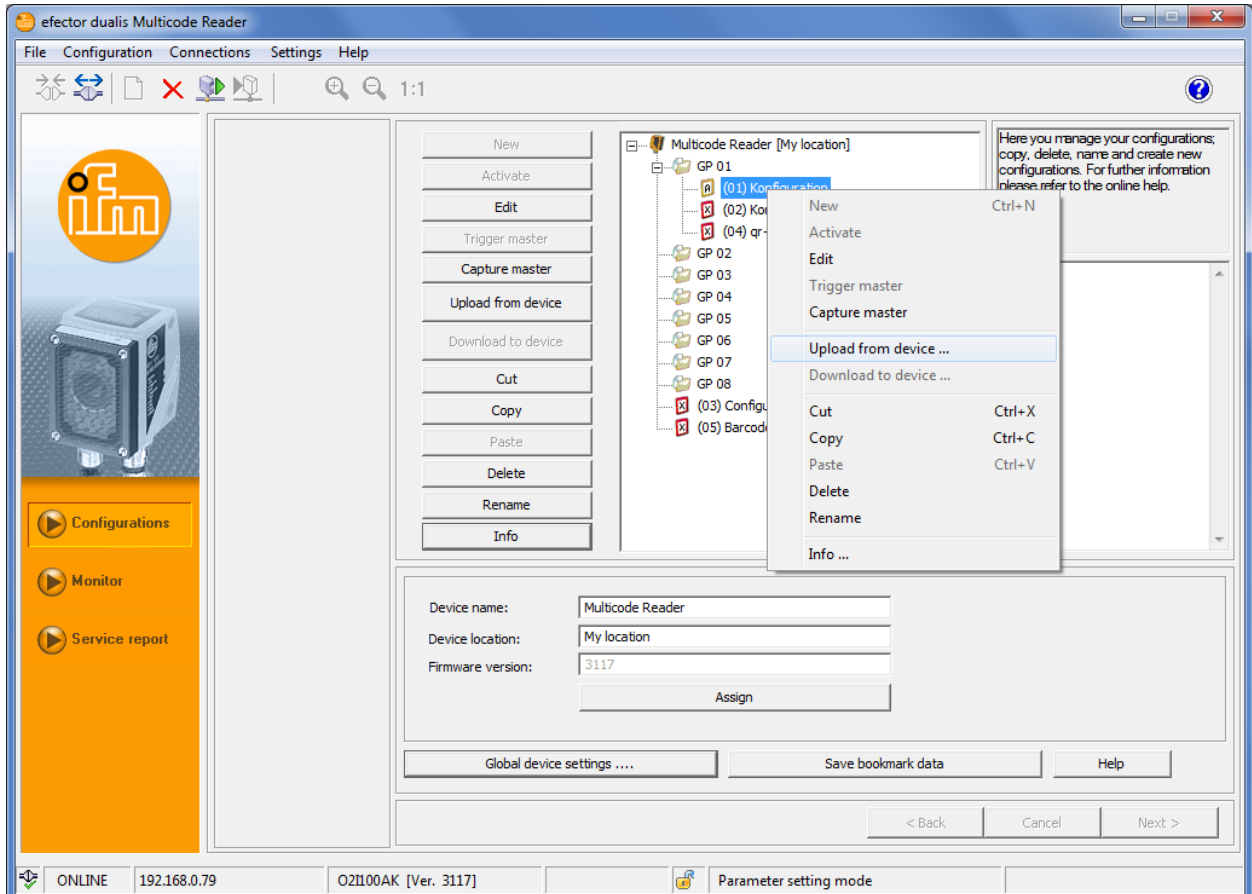 efector dualis Multicode Reader
File Configuration Connections Settings Help
1:1
ifm
Configurations
Monitor
Service report
New
Activate
Edit
Trigger master
Capture master
Upload from device
Download to device
Cut
Copy
Paste
Delete
Rename
Info
Multicode Reader [My location]
GP 01
(01) Konfiguration
(02) Ko
(04) qr-
GP 02
GP 03
GP 04
GP 05
GP 06
GP 07
GP 08
(03) Config
(05) Barcod
New Ctrl+N
Activate
Edit
Trigger master
Capture master
Upload from device ...
Download to device ...
Cut Ctrl+X
Copy Ctrl+C
Paste Ctrl+V
Delete
Rename
Info ...
Here you manage your configurations;
copy, delete, name and create new
configurations. For further information
please refer to the online help.
Device name: Multicode Reader
Device location: My location
Firmware version: 3117
Assign
Global device settings ....
Save bookmark data
Help
< Back
Cancel
Next >
ONLINE 192.168.0.79 O2I100AK [Ver. 3117] Parameter setting mode